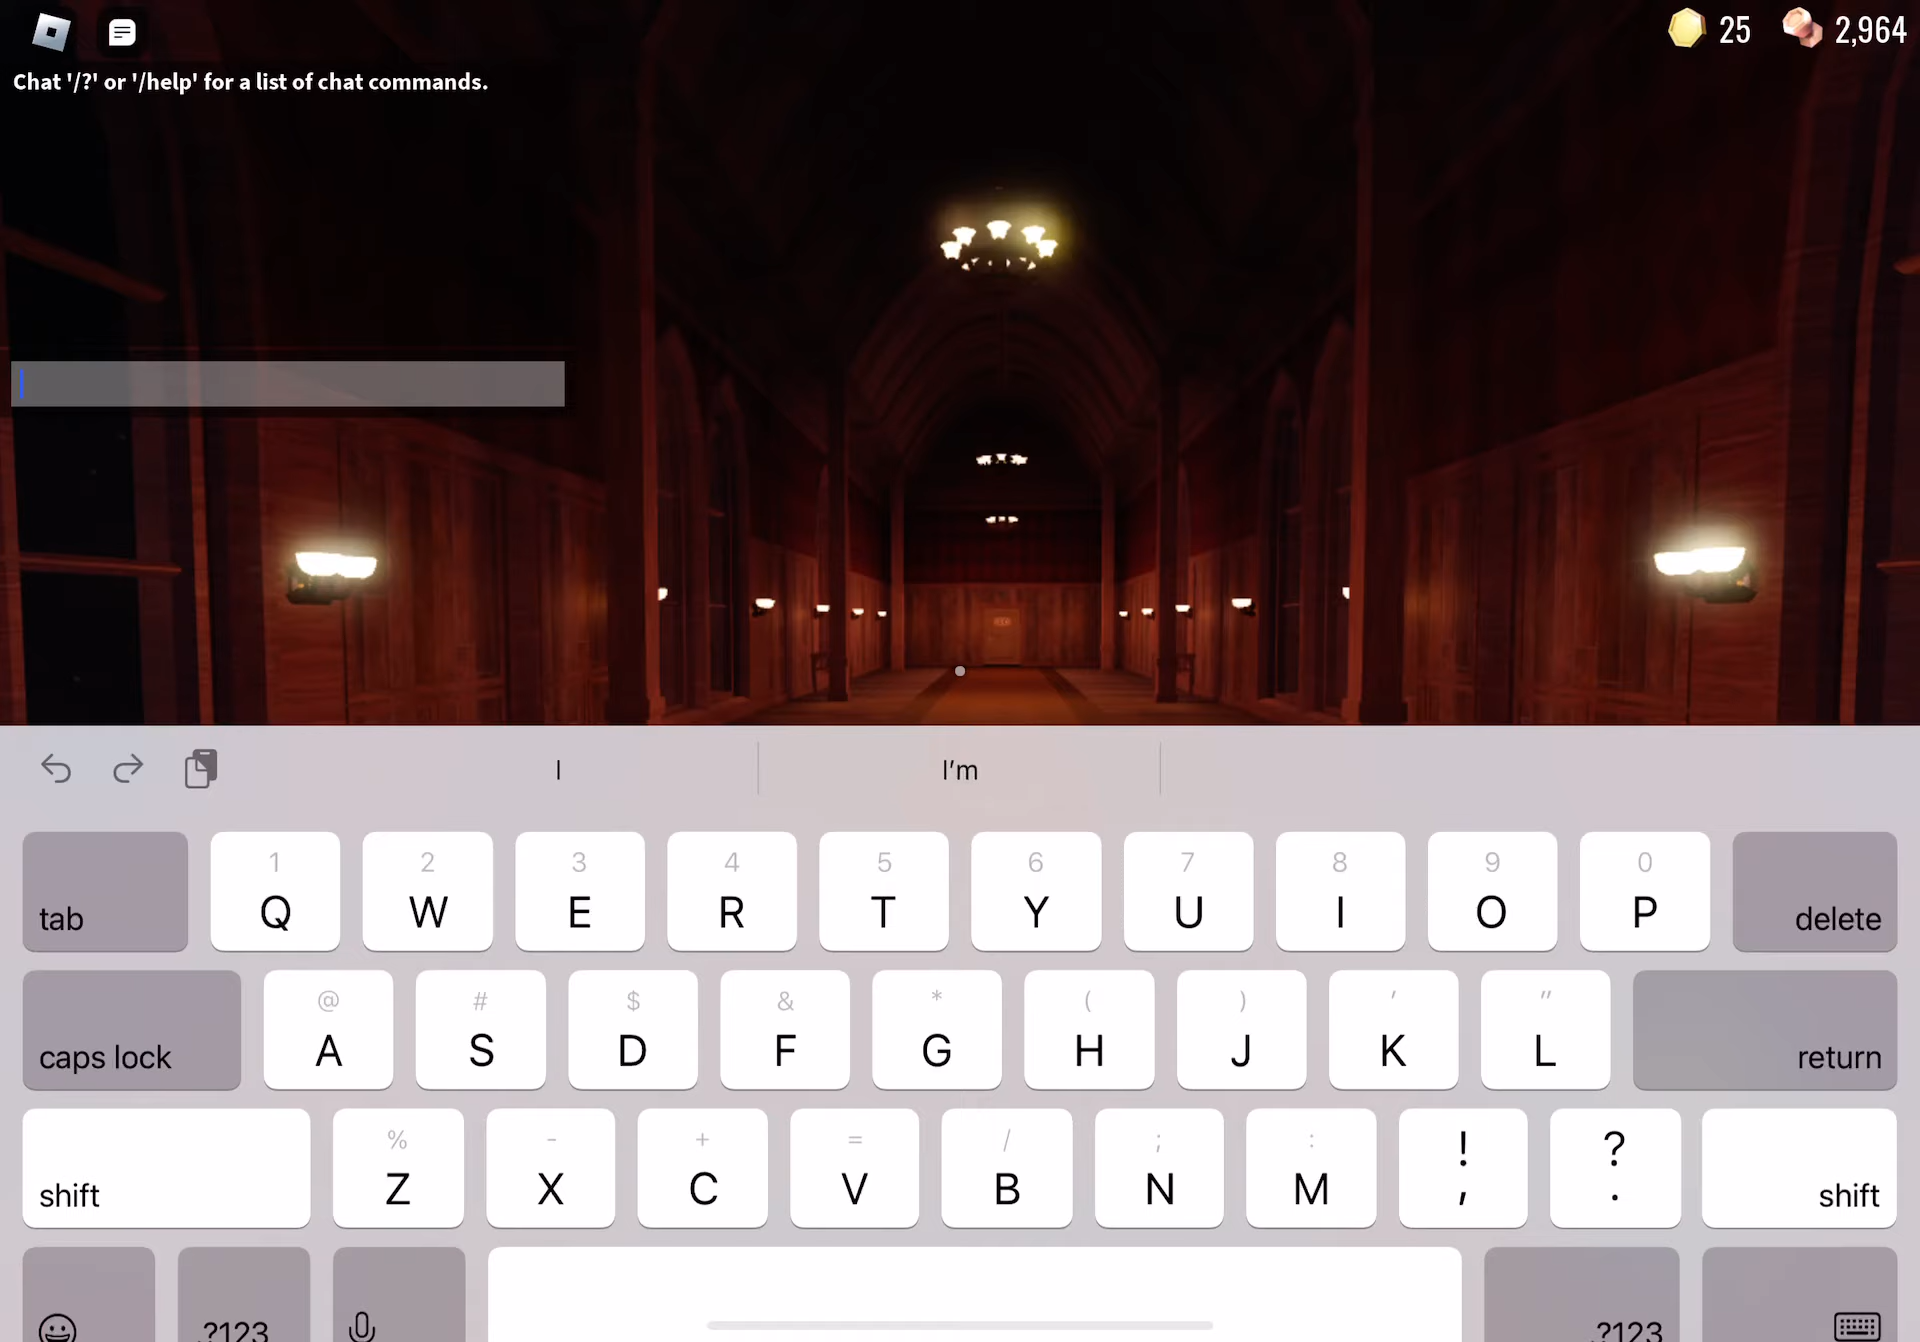 25 2,964
Chat '/?' or '/help' for a list of chat commands.
I I'm
1 2 3 4 5 6 7 8 9 0
tab Q W E R T Y U I O P delete
@ # $ & * ( ) ' "
caps lock A S D F G H J K L return
% - + = / ; : ! ?
shift Z X C V B N M , . shift
.?123 .?123